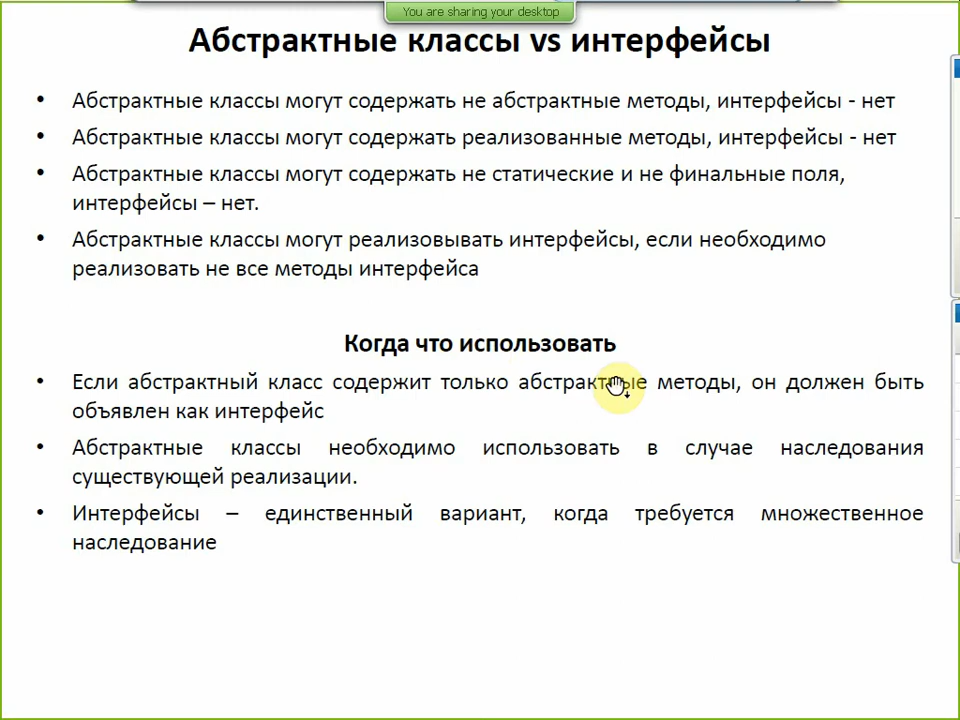 You are sharing your desktop
Абстрактные классы vs интерфейсы
• Абстрактные классы могут содержать не абстрактные методы, интерфейсы - нет
• Абстрактные классы могут содержать реализованные методы, интерфейсы - нет
• Абстрактные классы могут содержать не статические и не финальные поля,
интерфейсы – нет.
• Абстрактные классы могут реализовывать интерфейсы, если необходимо
реализовать не все методы интерфейса
Когда что использовать
• Если абстрактный класс содержит только абстрактные методы, он должен быть
объявлен как интерфейс
• Абстрактные классы необходимо использовать в случае наследования
существующей реализации.
• Интерфейсы – единственный вариант, когда требуется множественное
наследование